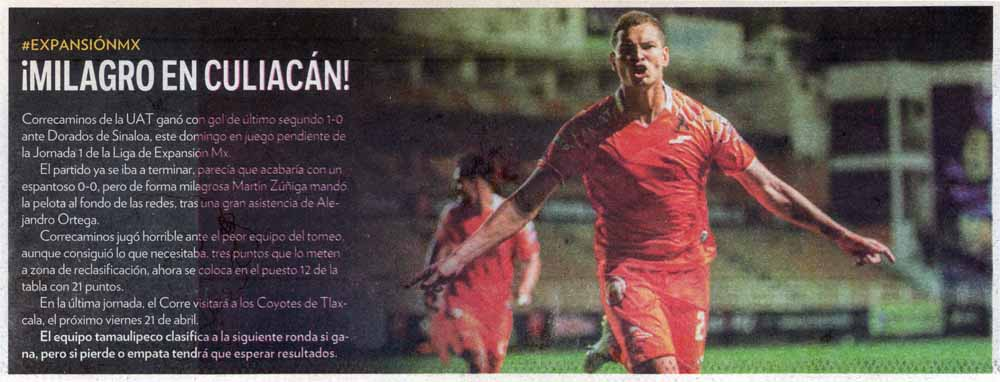 #EXPANSIÓNMX
¡MILAGRO EN CULIACÁN!
Correcaminos de la UAT ganó con gol de último segundo 1-0
ante Dorados de Sinaloa, este domingo en juego pendiente de
la Jornada 1 de la Liga de Expansión Mx.
El partido ya se iba a terminar, parecía que acabaría con un
espantoso 0-0, pero de forma milagrosa Martín Zúñiga mandó
la pelota al fondo de las redes, tras una gran asistencia de Ale-
jandro Ortega.
Correcaminos jugó horrible ante el peor equipo del torneo,
aunque consiguió lo que necesitaba, tres puntos que lo meten
a zona de reclasificación, ahora se coloca en el puesto 12 de la
tabla con 21 puntos.
En la última jornada, el Corre visitará a los Coyotes de Tlax-
cala, el próximo viernes 21 de abril.
El equipo tamaulipeco clasifica a la siguiente ronda si ga-
na, pero si pierde o empata tendrá que esperar resultados.